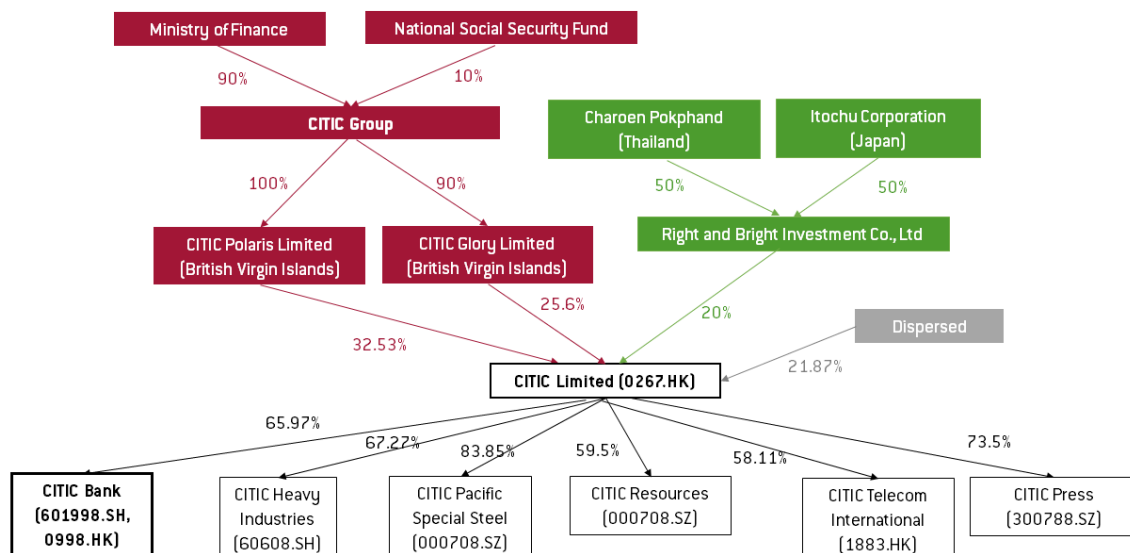 Ministry of Finance
National Social Security Fund
90%
10%
CITIC Group
Charoen Pokphand
(Thailand)
Itochu Corporation
(Japan)
100%
90%
50%
50%
CITIC Polaris Limited
(British Virgin Islands)
CITIC Glory Limited
(British Virgin Islands)
Right and Bright Investment Co., Ltd
32.53%
25.6%
20%
Dispersed
21.87%
CITIC Limited (0267.HK)
65.97%
67.27%
83.85%
59.5%
58.11%
73.5%
CITIC Bank
(601998.SH,
0998.HK)
CITIC Heavy
Industries
(60608.SH)
CITIC Pacific
Special Steel
(000708.SZ)
CITIC Resources
(000708.SZ)
CITIC Telecom
International
(1883.HK)
CITIC Press
(300788.SZ)